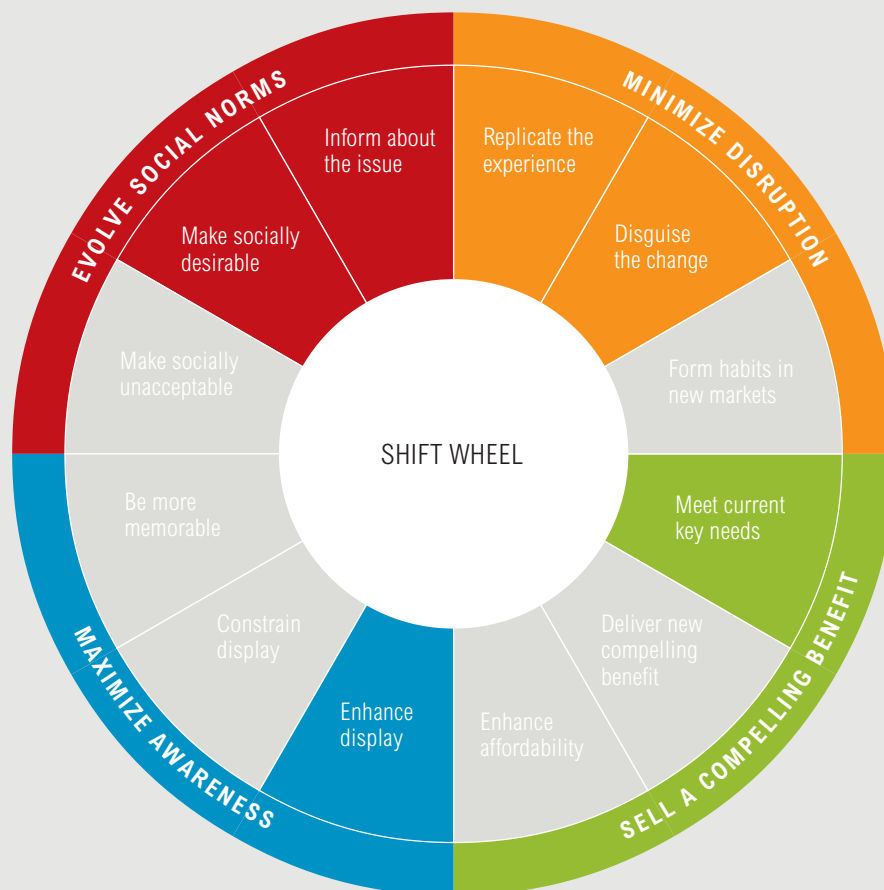 EVOLVE SOCIAL NORMS
MINIMIZE DISRUPTION
Inform about
the issue
Replicate the
experience
Make socially
desirable
Disguise
the change
Make socially
unacceptable
Form habits in
new markets
SHIFT WHEEL
Be more
memorable
Meet current
key needs
Constrain
display
Deliver new
compelling
benefit
Enhance
display
Enhance
affordability
MAXIMIZE AWARENESS
SELL A COMPELLING BENEFIT